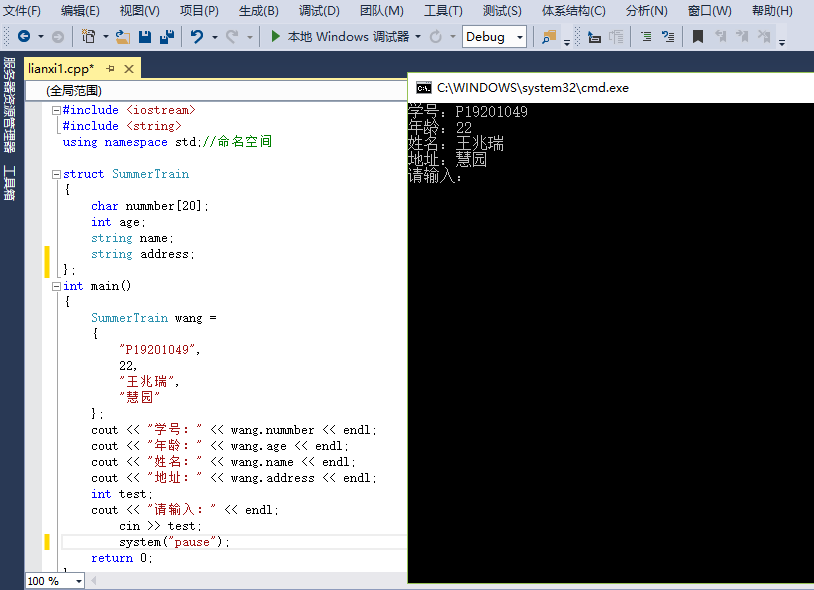 文件(F) 编辑(E) 视图(V) 项目(P) 生成(B) 调试(D) 团队(M) 工具(T) 测试(S) 体系结构(C) 分析(N) 窗口(W) 帮助(H)
本地 Windows 调试器 Debug
服务器资源管理器
工具箱
lianxi1.cpp*
(全局范围)
#include <iostream>
#include <string>
using namespace std;//命名空间
struct SummerTrain
{
char nummber[20];
int age;
string name;
string address;
};
int main()
{
SummerTrain wang =
{
"P19201049",
22,
"王兆瑞",
"慧园"
};
cout << "学号：" << wang.nummber << endl;
cout << "年龄：" << wang.age << endl;
cout << "姓名：" << wang.name << endl;
cout << "地址：" << wang.address << endl;
int test;
cout << "请输入：" << endl;
cin >> test;
system("pause");
return 0;
100 %
C:\WINDOWS\system32\cmd.exe
学号：P19201049
年龄：22
姓名：王兆瑞
地址：慧园
请输入：